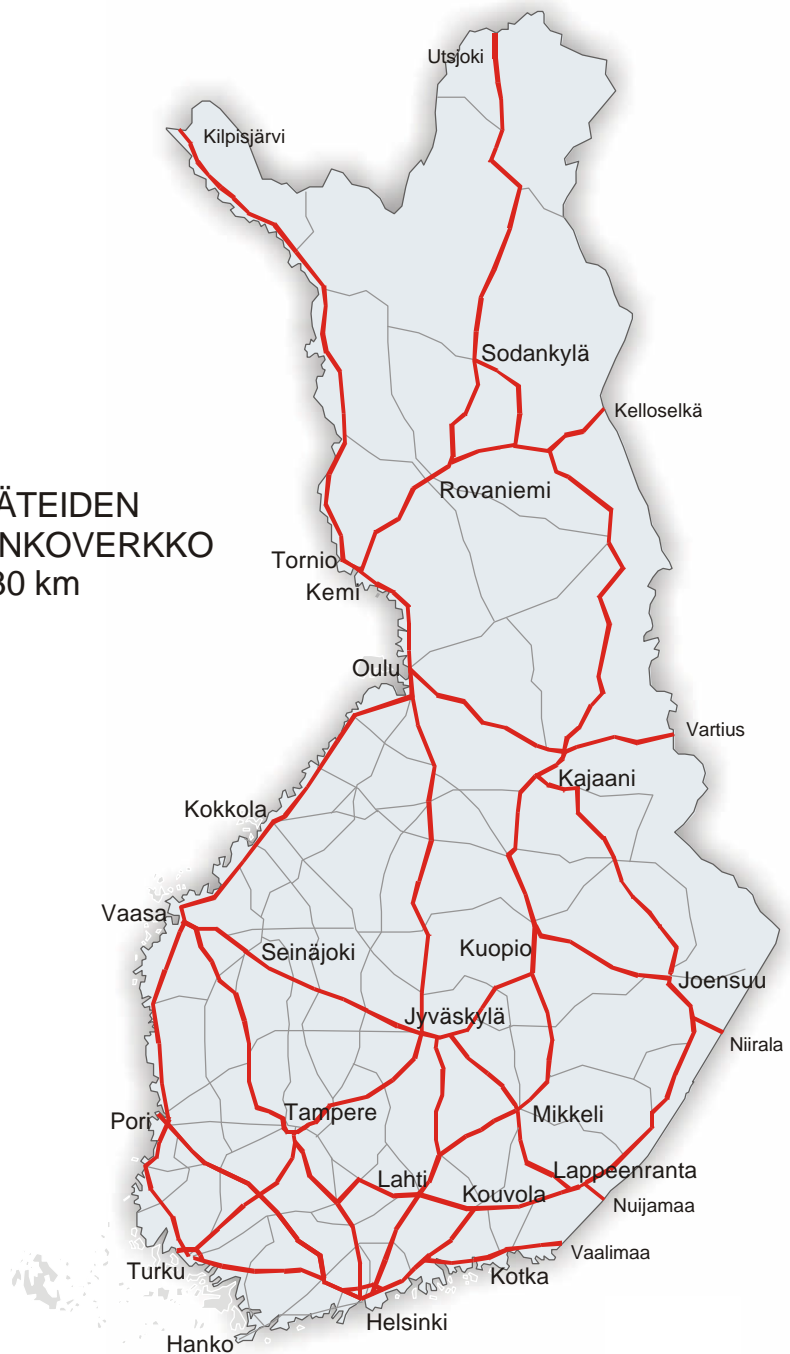 Utsjoki
Kilpisjärvi
Sodankylä
Kelloselkä
Rovaniemi
ÄTEIDEN
NKOVERKKO
30 km
Tornio
Kemi
Oulu
Vartius
Kajaani
Kokkola
Vaasa
Seinäjoki
Kuopio
Joensuu
Jyväskylä
Niirala
Pori
Tampere
Mikkeli
Lahti
Lappeenranta
Kouvola
Nuijamaa
Vaalimaa
Turku
Kotka
Helsinki
Hanko